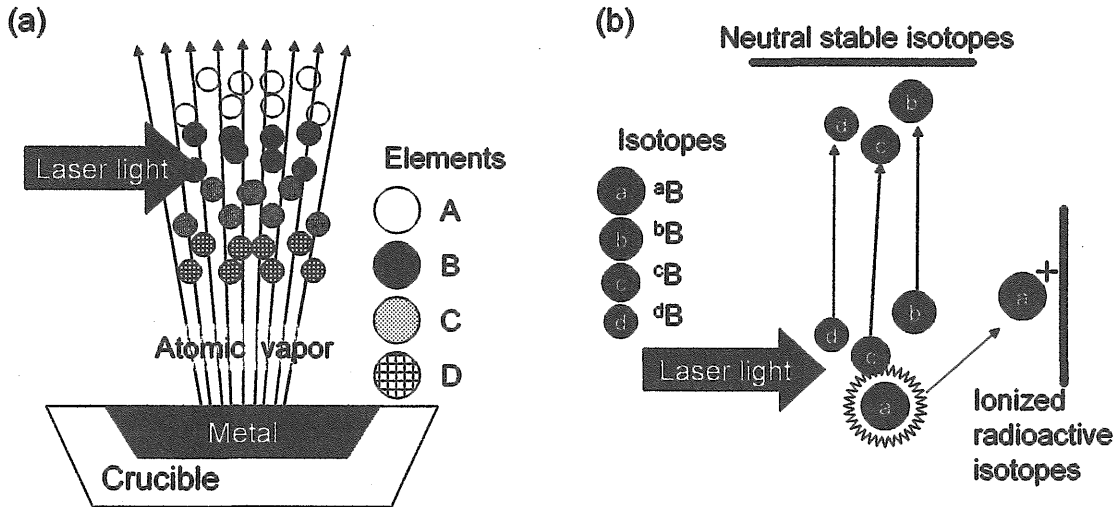 (a)
Laser light
Elements
A
B
C
D
Atomic vapor
Metal
Crucible
(b)
Neutral stable isotopes
Isotopes
a ᵃB
b ᵇB
c ᶜB
d ᵈB
d
c
b
Laser light
d
c
b
a
a
+
Ionized
radioactive
isotopes